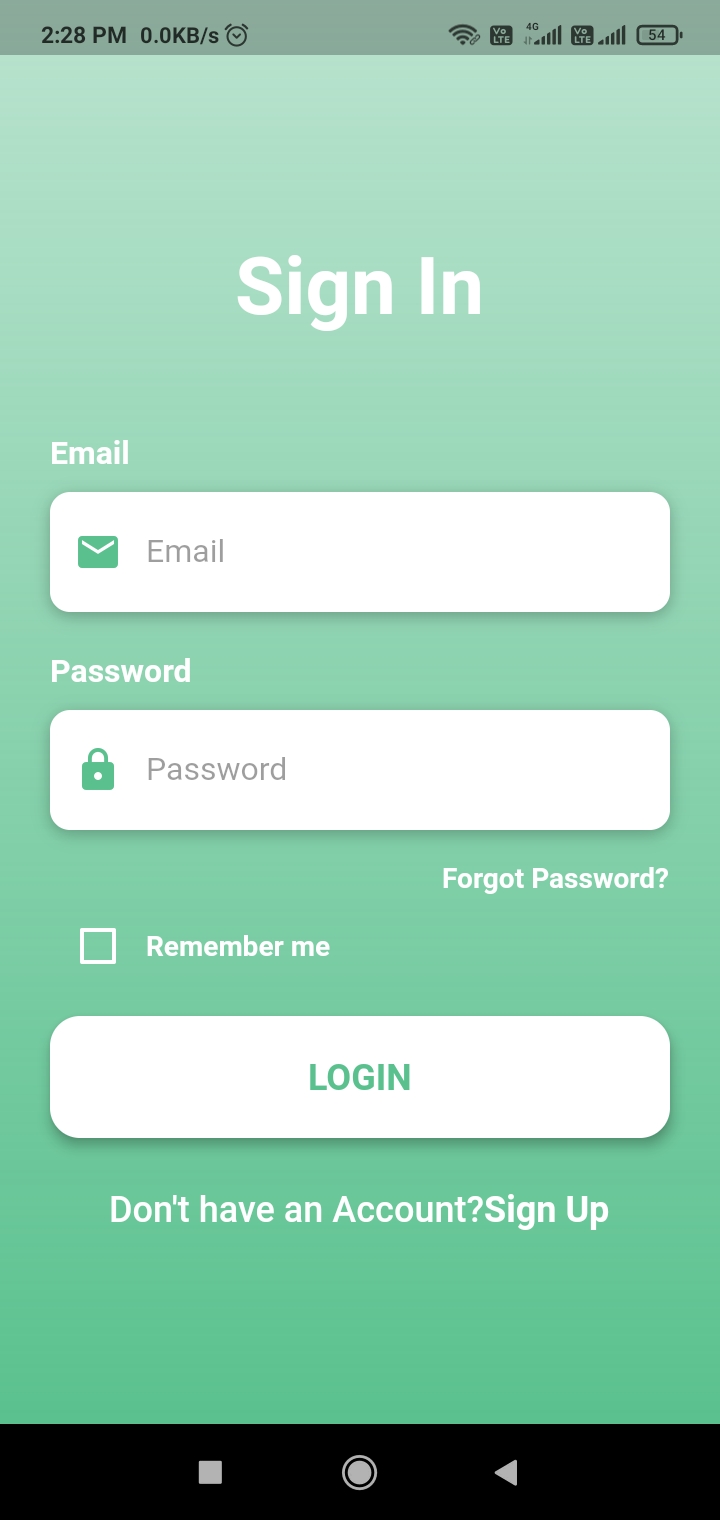 2:28 PM 0.0KB/s Vo LTE 4G Vo LTE 54
Sign In
Email
Email
Password
Password
Forgot Password?
Remember me
LOGIN
Don't have an Account?Sign Up